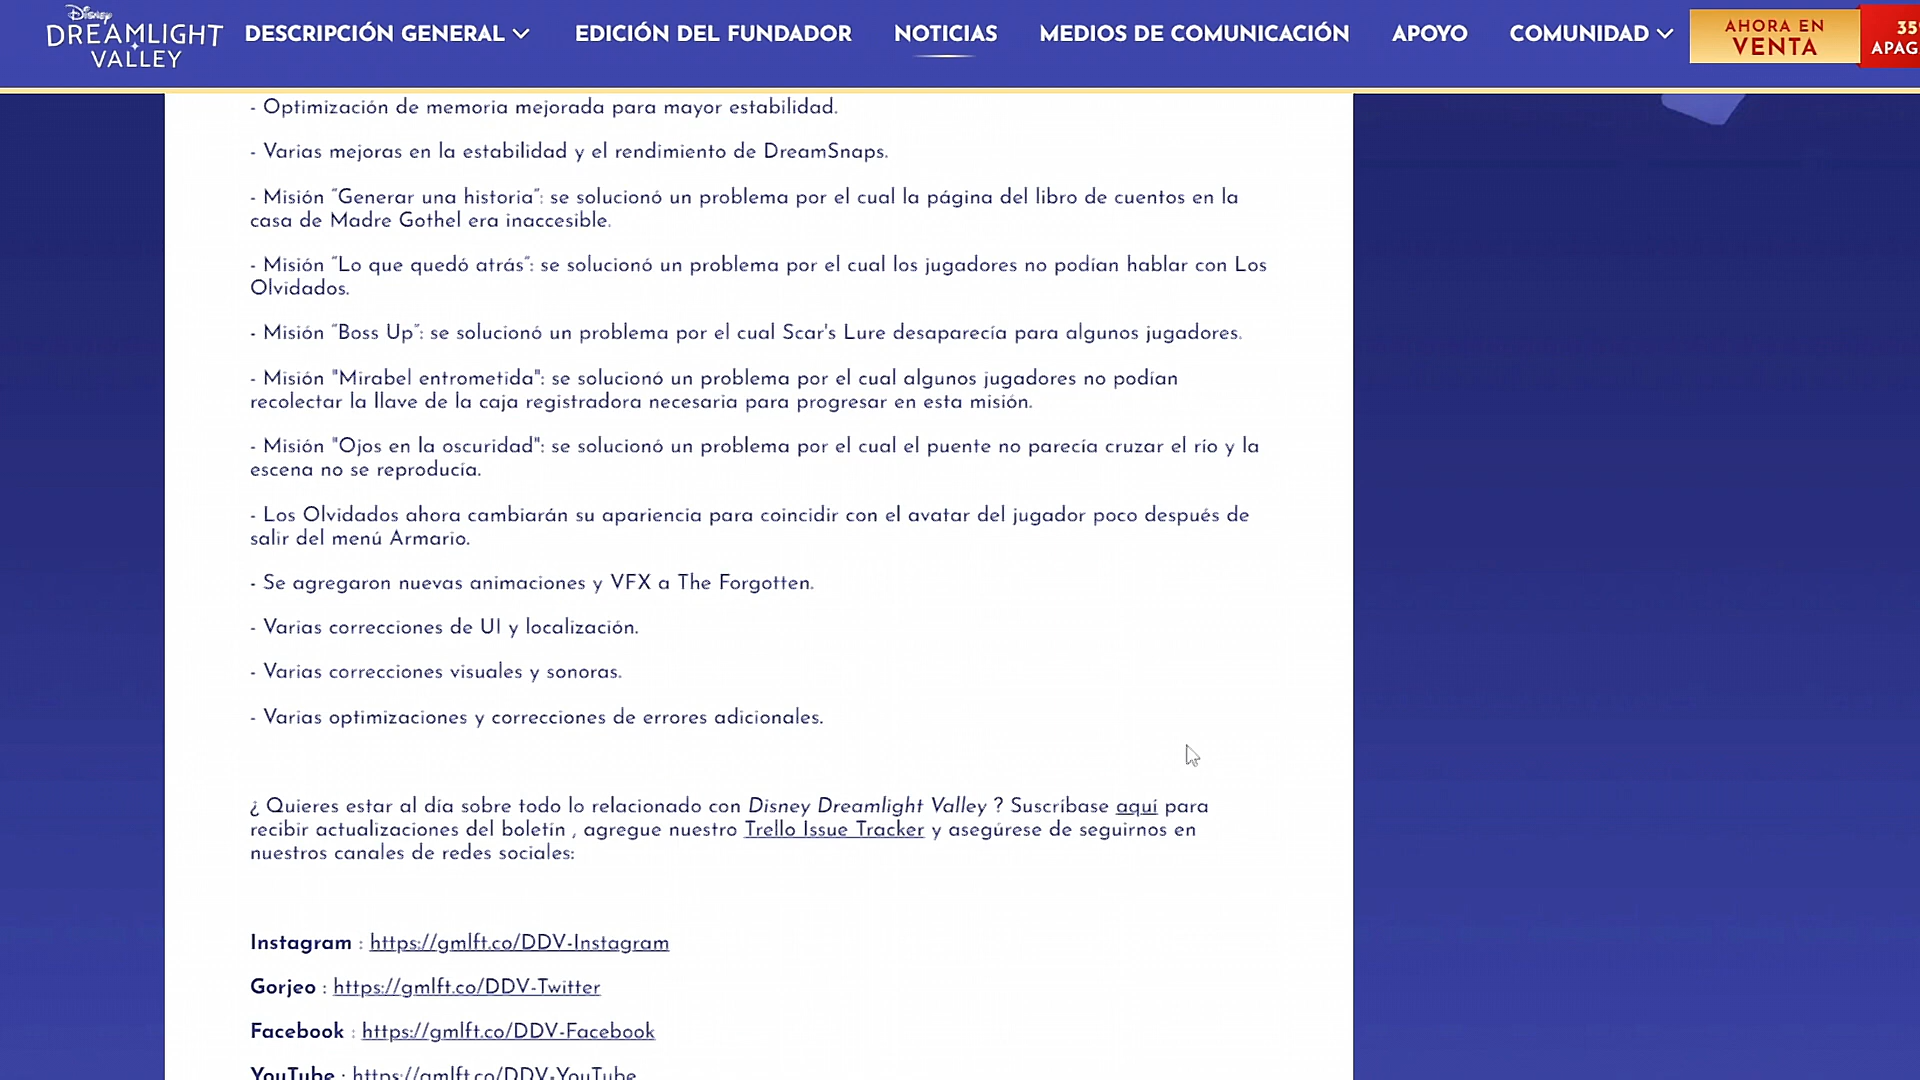 Disney
DREAMLIGHT
VALLEY
DESCRIPCIÓN GENERAL
EDICIÓN DEL FUNDADOR
NOTICIAS
MEDIOS DE COMUNICACIÓN
APOYO
COMUNIDAD
AHORA EN
VENTA
35
APAG
- Optimización de memoria mejorada para mayor estabilidad.
- Varias mejoras en la estabilidad y el rendimiento de DreamSnaps.
- Misión “Generar una historia”: se solucionó un problema por el cual la página del libro de cuentos en la
casa de Madre Gothel era inaccesible.
- Misión “Lo que quedó atrás”: se solucionó un problema por el cual los jugadores no podían hablar con Los
Olvidados.
- Misión “Boss Up”: se solucionó un problema por el cual Scar's Lure desaparecía para algunos jugadores.
- Misión "Mirabel entrometida": se solucionó un problema por el cual algunos jugadores no podían
recolectar la llave de la caja registradora necesaria para progresar en esta misión.
- Misión "Ojos en la oscuridad": se solucionó un problema por el cual el puente no parecía cruzar el río y la
escena no se reproducía.
- Los Olvidados ahora cambiarán su apariencia para coincidir con el avatar del jugador poco después de
salir del menú Armario.
- Se agregaron nuevas animaciones y VFX a The Forgotten.
- Varias correcciones de UI y localización.
- Varias correcciones visuales y sonoras.
- Varias optimizaciones y correcciones de errores adicionales.
¿ Quieres estar al día sobre todo lo relacionado con Disney Dreamlight Valley ? Suscríbase aquí para
recibir actualizaciones del boletín , agregue nuestro Trello Issue Tracker y asegúrese de seguirnos en
nuestros canales de redes sociales:
Instagram : https://gmlft.co/DDV-Instagram
Gorjeo : https://gmlft.co/DDV-Twitter
Facebook : https://gmlft.co/DDV-Facebook
YouTube : https://gmlft.co/DDV-YouTube